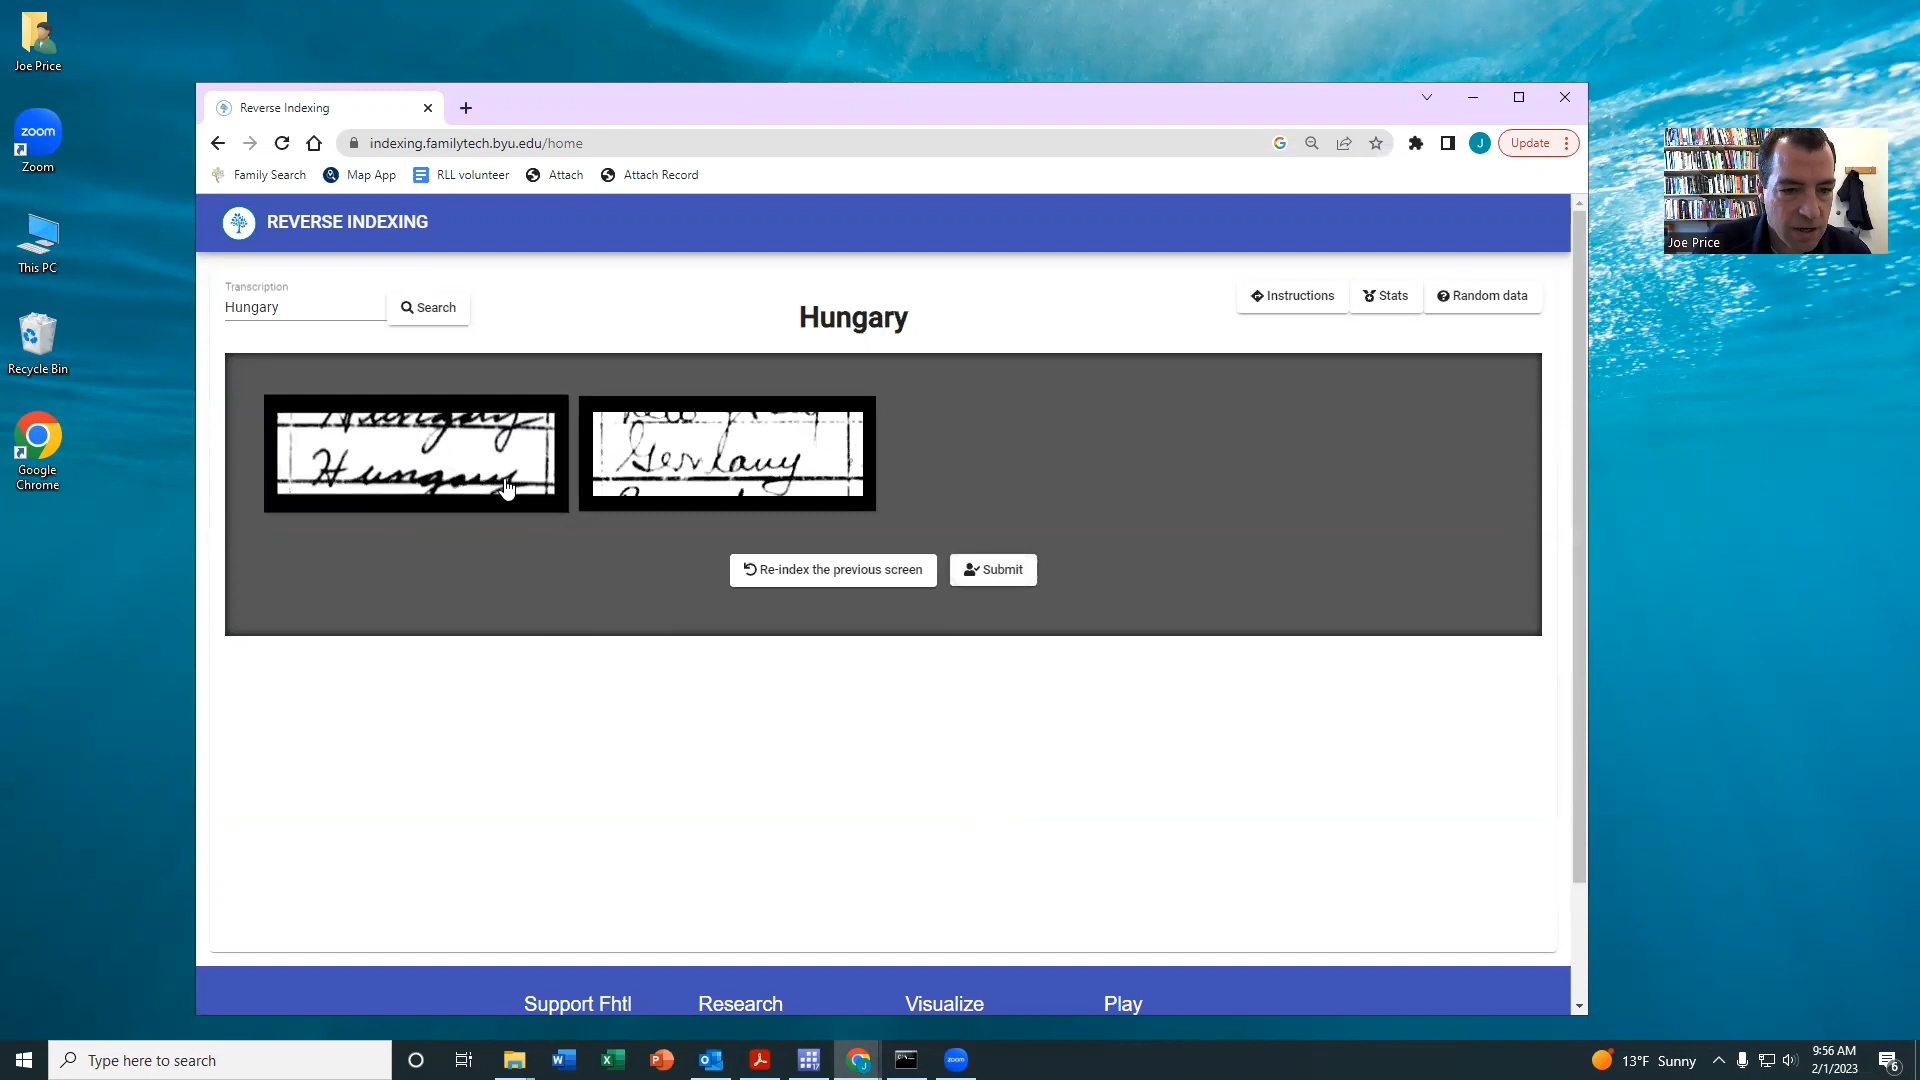 Joe Price
Zoom
This PC
Recycle Bin
Google
Chrome
Reverse Indexing
indexing.familytech.byu.edu/home
Update
Family Search
Map App
RLL volunteer
Attach
Attach Record
REVERSE INDEXING
Transcription
Hungary
Search
Hungary
Instructions
Stats
Random data
Hungary
Hungary
Germany
Re-index the previous screen
Submit
Support Fhtl
Research
Visualize
Play
Joe Price
Type here to search
13°F Sunny
9:56 AM
2/1/2023
6